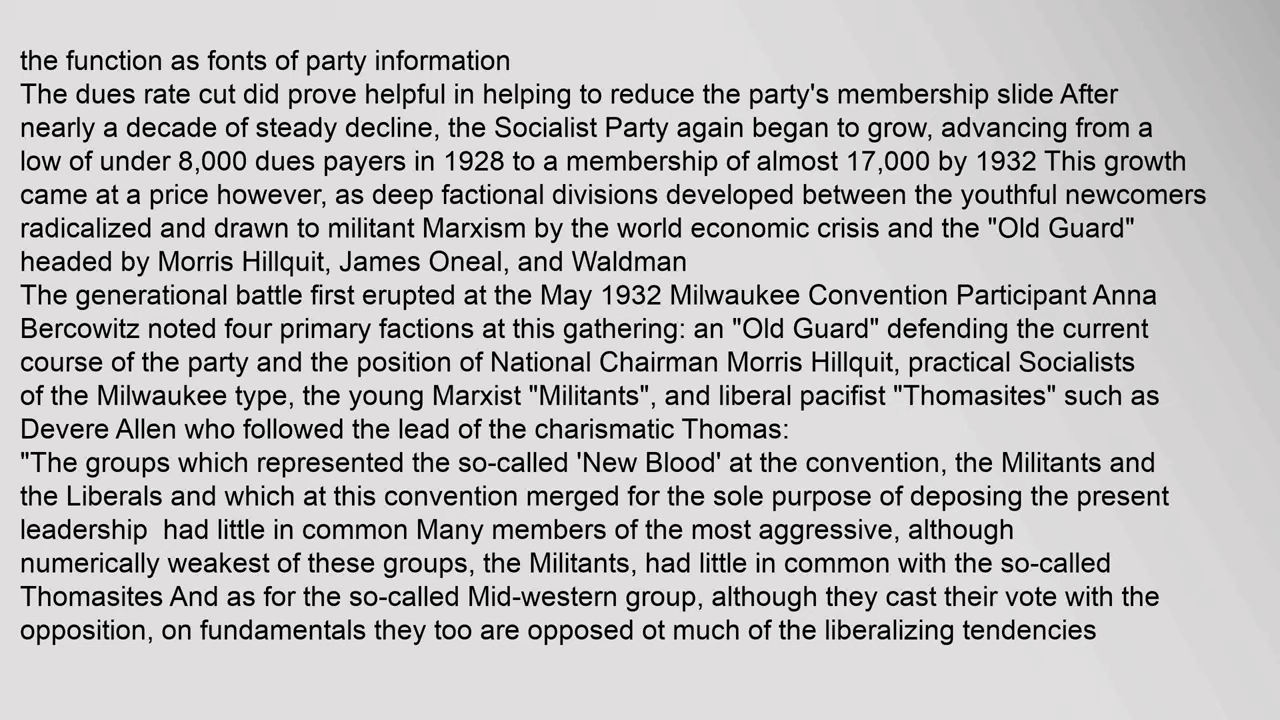 the function as fonts of party information
The dues rate cut did prove helpful in helping to reduce the party's membership slide After
nearly a decade of steady decline, the Socialist Party again began to grow, advancing from a
low of under 8,000 dues payers in 1928 to a membership of almost 17,000 by 1932 This growth
came at a price however, as deep factional divisions developed between the youthful newcomers
radicalized and drawn to militant Marxism by the world economic crisis and the "Old Guard"
headed by Morris Hillquit, James Oneal, and Waldman
The generational battle first erupted at the May 1932 Milwaukee Convention Participant Anna
Bercowitz noted four primary factions at this gathering: an "Old Guard" defending the current
course of the party and the position of National Chairman Morris Hillquit, practical Socialists
of the Milwaukee type, the young Marxist "Militants", and liberal pacifist "Thomasites" such as
Devere Allen who followed the lead of the charismatic Thomas:
"The groups which represented the so-called 'New Blood' at the convention, the Militants and
the Liberals and which at this convention merged for the sole purpose of deposing the present
leadership  had little in common Many members of the most aggressive, although
numerically weakest of these groups, the Militants, had little in common with the so-called
Thomasites And as for the so-called Mid-western group, although they cast their vote with the
opposition, on fundamentals they too are opposed ot much of the liberalizing tendencies